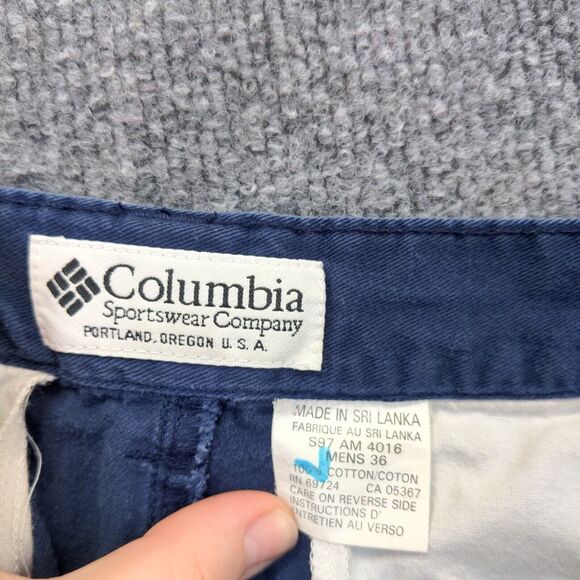 Columbia
Sportswear Company
PORTLAND, OREGON U.S.A.
MADE IN SRI LANKA
FABRIQUE AU SRI LANKA
S97 AM 4016
MENS 36
100% COTTON/COTON
RN 69724 CA 05367
CARE ON REVERSE SIDE
INSTRUCTIONS D'
ENTRETIEN AU VERSO